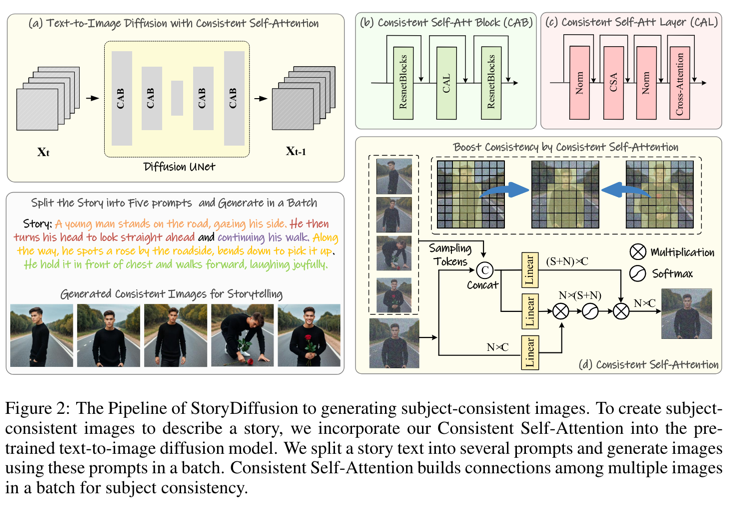 (a) Text-to-Image Diffusion with Consistent Self-Attention
CAB
CAB
CAB
CAB
Xt
Xt-1
Diffusion UNet
(b) Consistent Self-Att Block (CAB)
ResnetBlocks
CAL
ResnetBlocks
(c) Consistent Self-Att Layer (CAL)
Norm
CSA
Norm
Cross-Attention
Split the Story into Five prompts and Generate in a Batch
Story: A young man stands on the road, gazing his side. He then
turns his head to look straight ahead and continuing his walk. Along
the way, he spots a rose by the roadside, bends down to pick it up.
He hold it in front of chest and walks forward, laughing joyfully.
Generated Consistent Images for Storytelling
Boost Consistency by Consistent Self-Attention
Sampling
Tokens
C
Concat
Linear
(S+N)×C
Linear
N×(S+N)
Linear
N×C
N×C
Multiplication
Softmax
(d) Consistent Self-Attention
Figure 2: The Pipeline of StoryDiffusion to generating subject-consistent images. To create subject-
consistent images to describe a story, we incorporate our Consistent Self-Attention into the pre-
trained text-to-image diffusion model. We split a story text into several prompts and generate images
using these prompts in a batch. Consistent Self-Attention builds connections among multiple images
in a batch for subject consistency.